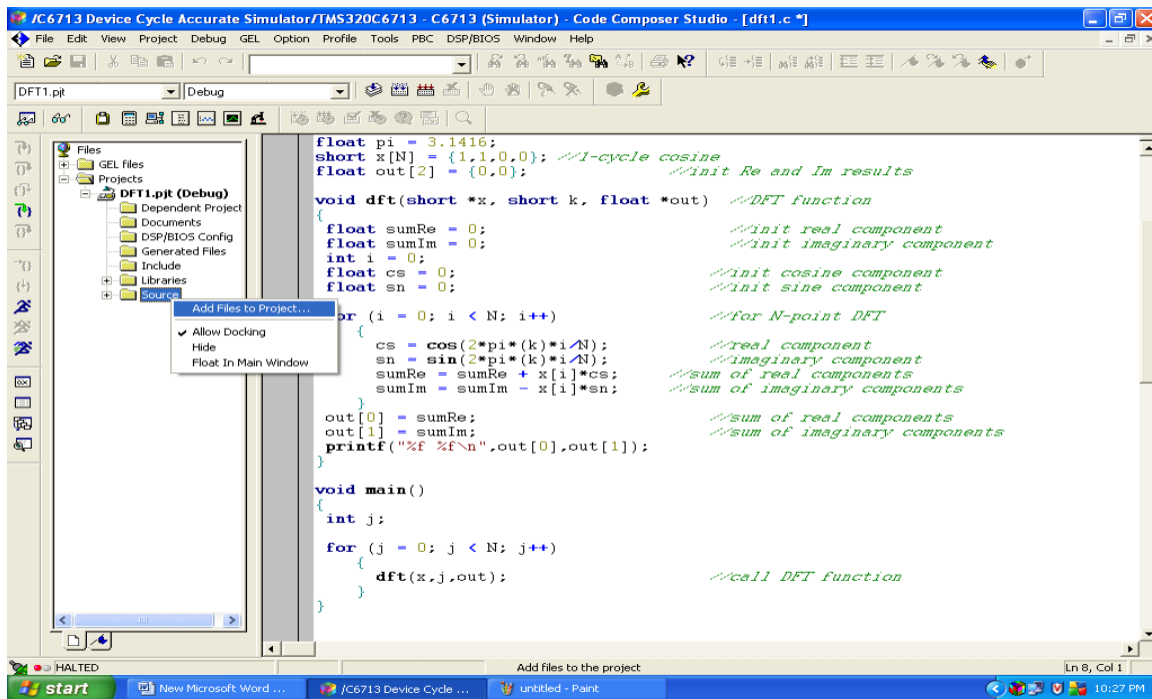 /C6713 Device Cycle Accurate Simulator/TMS320C6713 - C6713 (Simulator) - Code Composer Studio - [dft1.c *]
File Edit View Project Debug GEL Option Profile Tools PBC DSP/BIOS Window Help
DFT1.pjt Debug
Files
GEL files
Projects
DFT1.pjt (Debug)
Dependent Project
Documents
DSP/BIOS Config
Generated Files
Include
Libraries
Source
Add Files to Project...
Allow Docking
Hide
Float In Main Window
float pi = 3.1416;
short x[N] = {1,1,0,0}; //1-cycle cosine
float out[2] = {0,0}; //init Re and Im results
void dft(short *x, short k, float *out) //DFT function
{
float sumRe = 0; //init real component
float sumIm = 0; //init imaginary component
int i = 0;
float cs = 0; //init cosine component
float sn = 0; //init sine component
or (i = 0; i < N; i++) //for N-point DFT
{
cs = cos(2*pi*(k)*i/N); //real component
sn = sin(2*pi*(k)*i/N); //imaginary component
sumRe = sumRe + x[i]*cs; //sum of real components
sumIm = sumIm - x[i]*sn; //sum of imaginary components
}
out[0] = sumRe; //sum of real components
out[1] = sumIm; //sum of imaginary components
printf("%f %f\n",out[0],out[1]);
}
void main()
{
int j;
for (j = 0; j < N; j++)
{
dft(x,j,out); //call DFT function
}
}
HALTED Add files to the project Ln 8, Col 1
start New Microsoft Word ... /C6713 Device Cycle ... untitled - Paint 10:27 PM